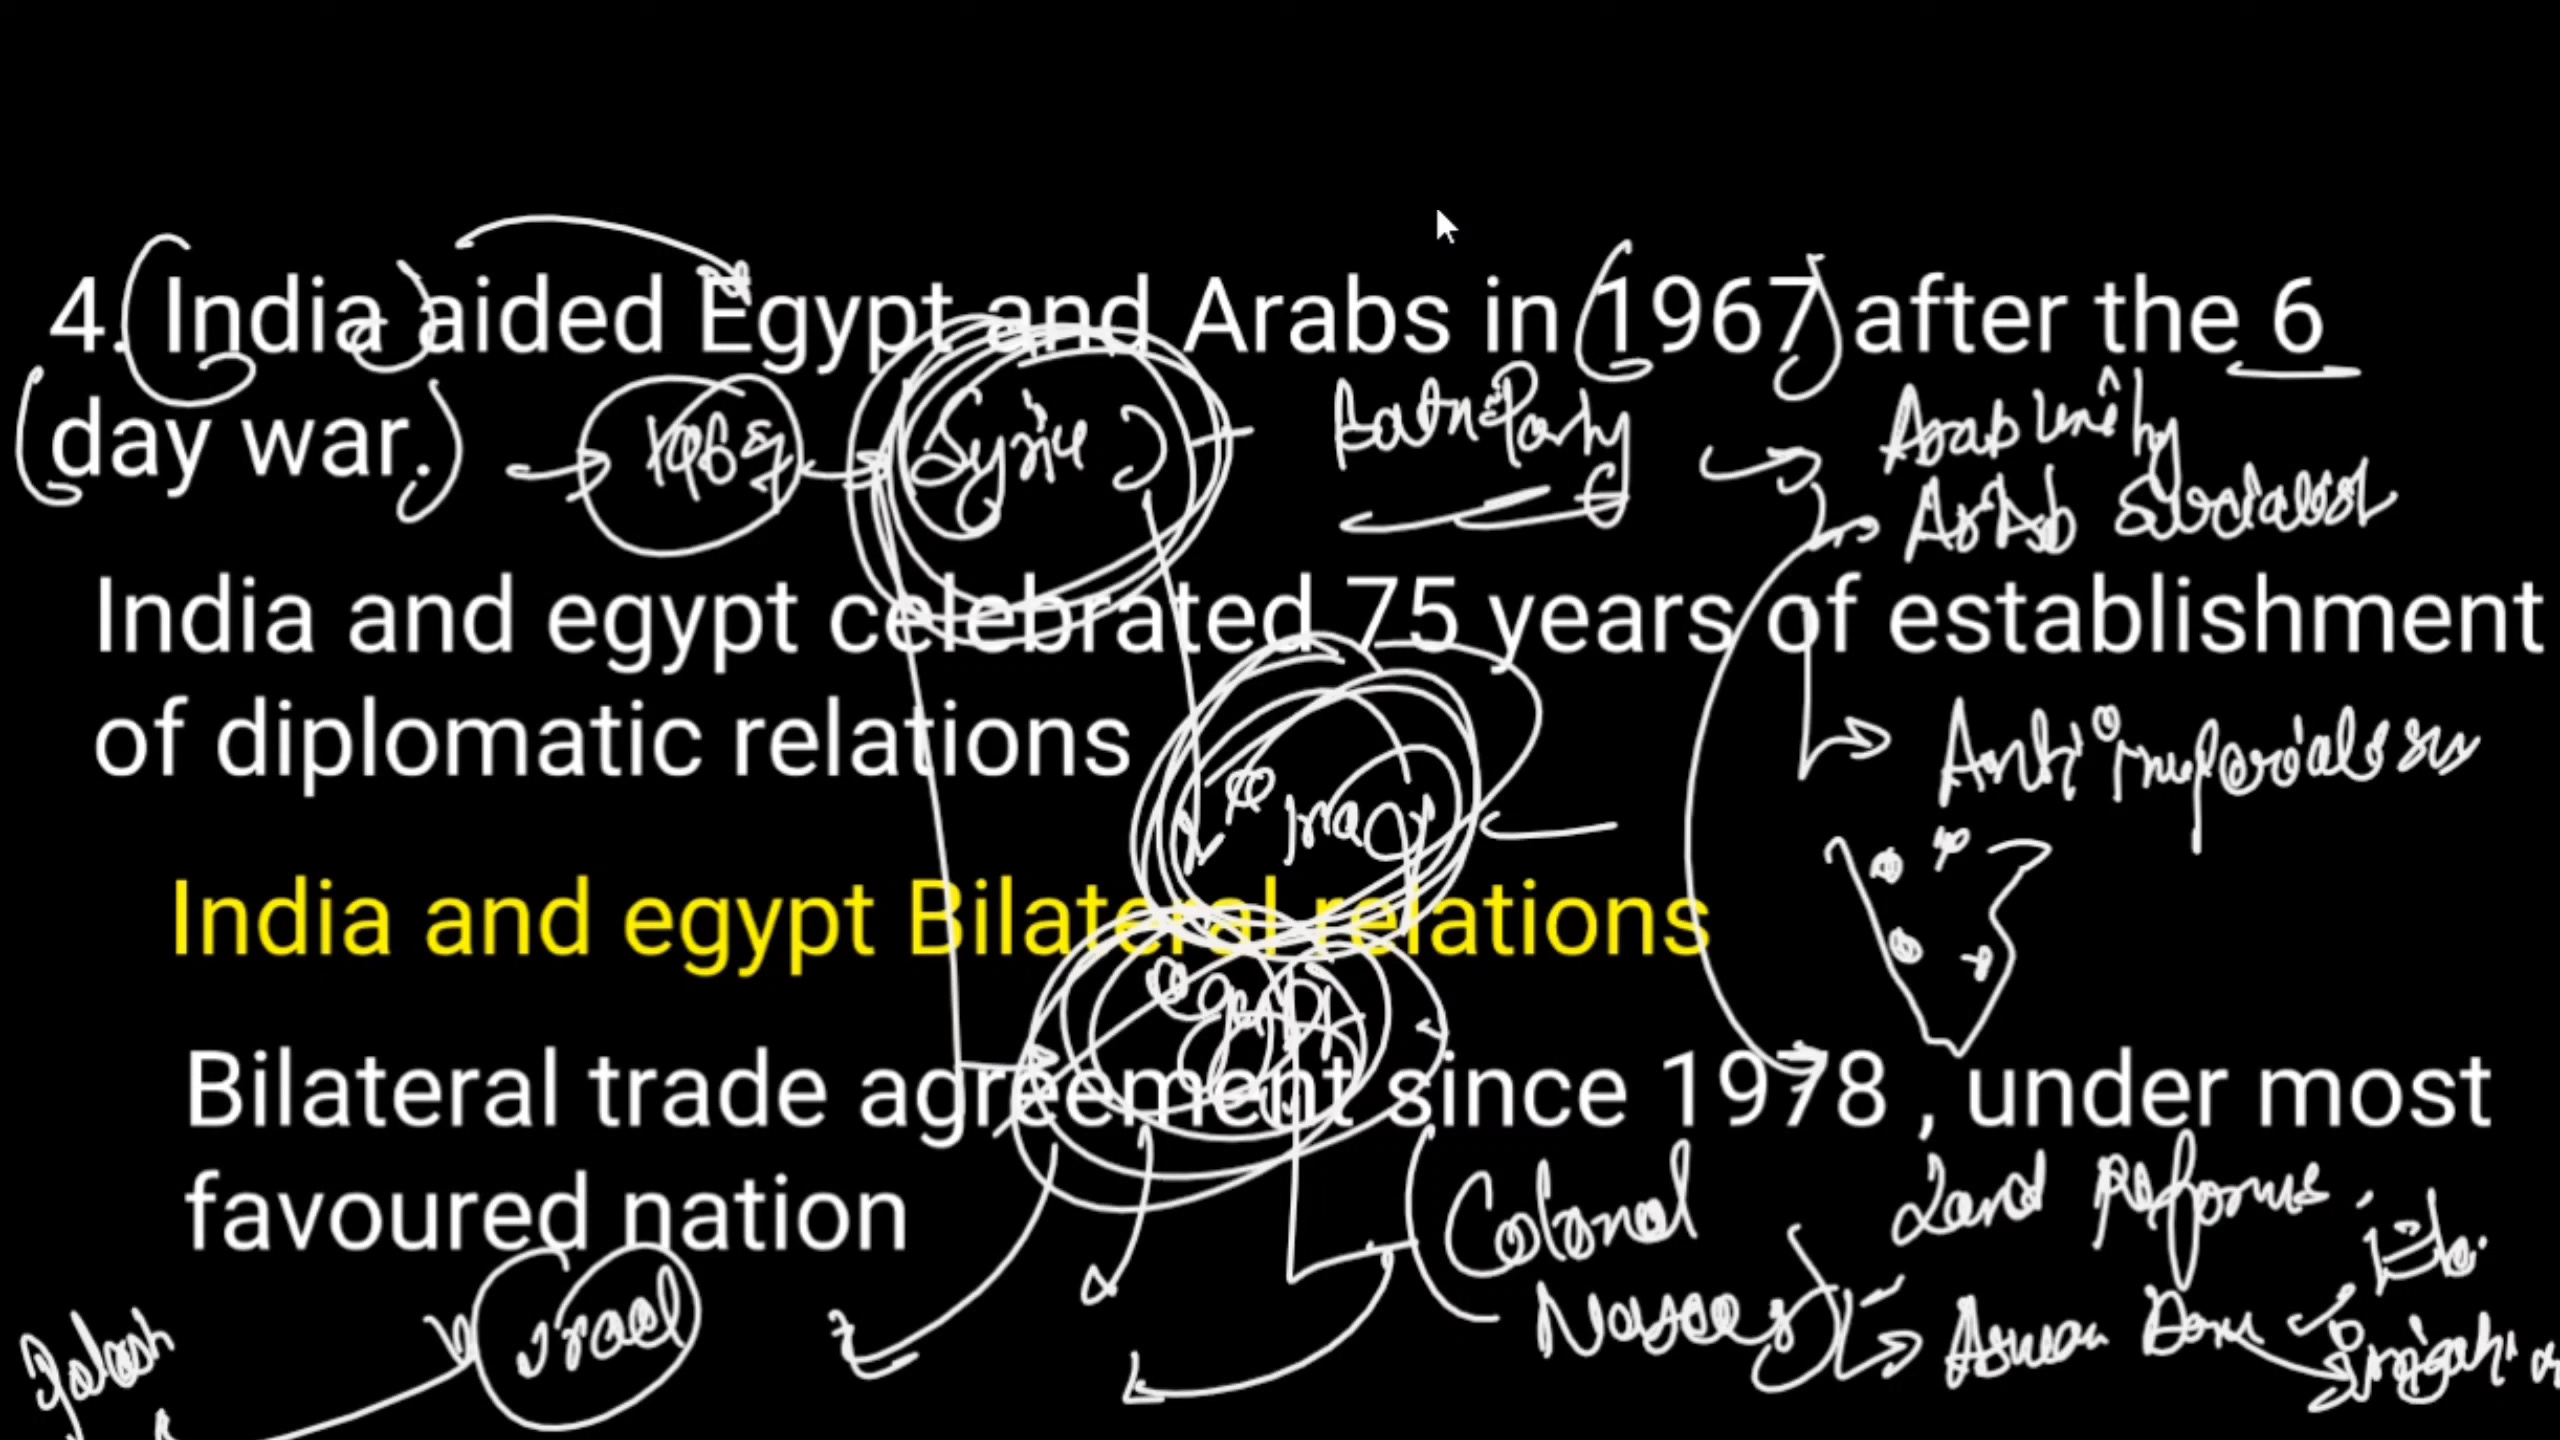 4. India aided Egypt and Arabs in 1967 after the 6
day war.) 1967 Syria Baath Party Arab Unity
Arab Socialist
India and egypt celebrated 75 years of establishment
of diplomatic relations
Anti imperialism
Iraq
India and egypt Bilateral relations
Egypt
Bilateral trade agreement since 1978 , under most
favoured nation
Colonel Land Reforms
Nasser Aswan Dam
Israel